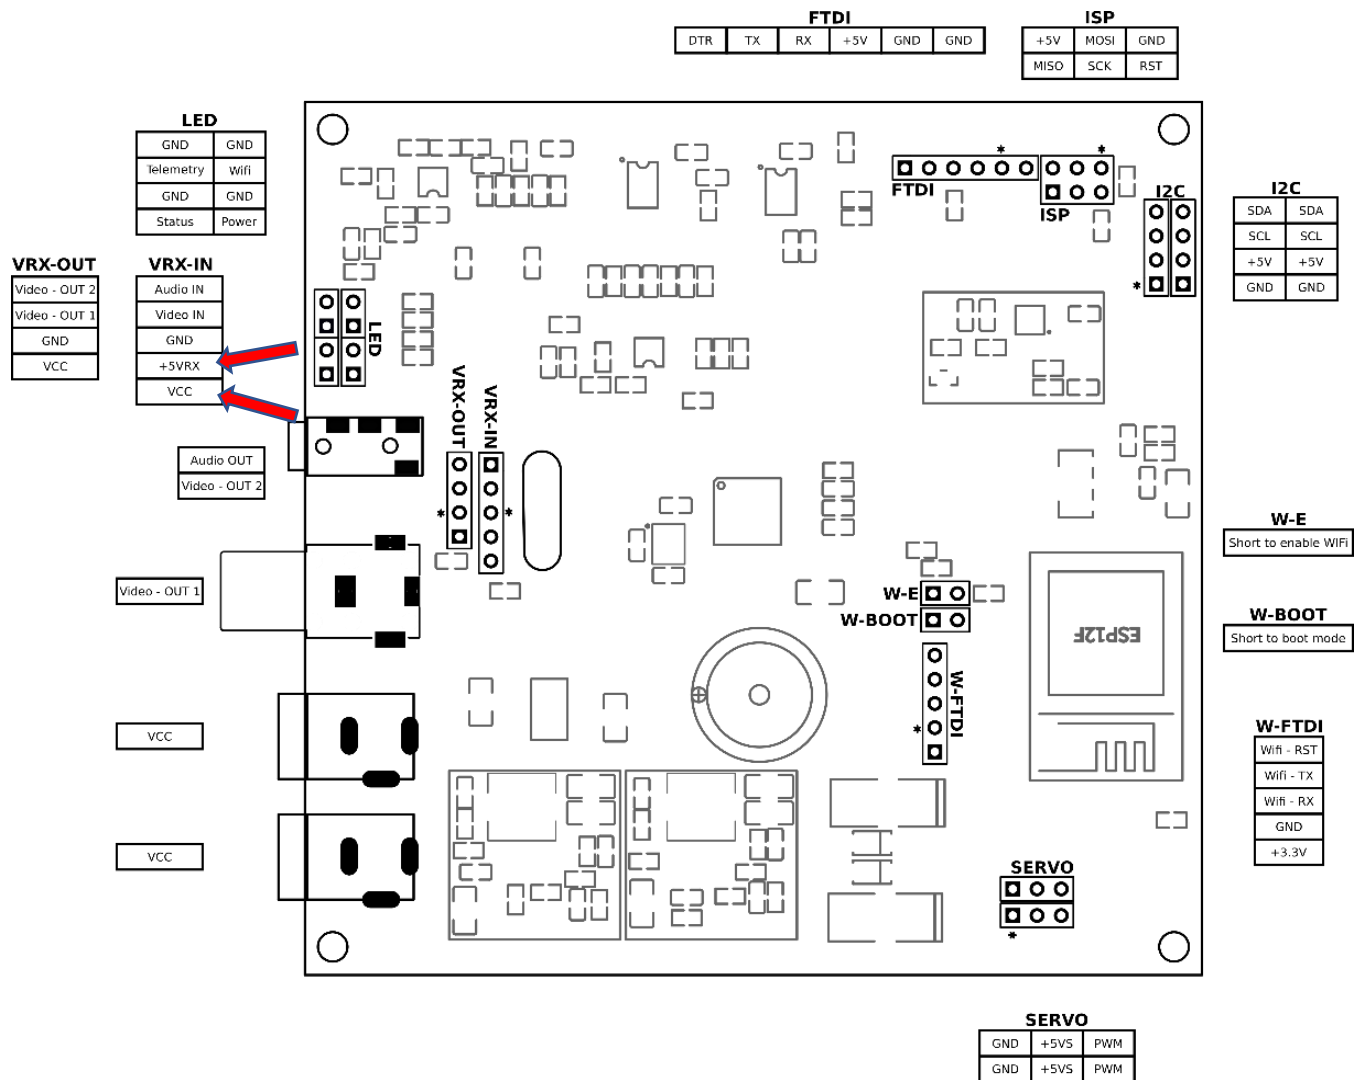 FTDI
DTR TX RX +5V GND GND
ISP
+5V MOSI GND
MISO SCK RST
LED
GND GND
Telemetry Wifi
GND GND
Status Power
VRX-OUT
Video - OUT 2
Video - OUT 1
GND
VCC
VRX-IN
Audio IN
Video IN
GND
+5VRX
VCC
Audio OUT
Video - OUT 2
Video - OUT 1
VCC
VCC
LED
VRX-OUT
VRX-IN
*
*
FTDI
*
ISP
*
I2C
*
I2C
SDA SDA
SCL SCL
+5V +5V
GND GND
W-E
W-BOOT
W-FTDI
*
ESP12F
SERVO
*
W-E
Short to enable WIFi
W-BOOT
Short to boot mode
W-FTDI
Wifi - RST
Wifi - TX
Wifi - RX
GND
+3.3V
SERVO
GND +5VS PWM
GND +5VS PWM